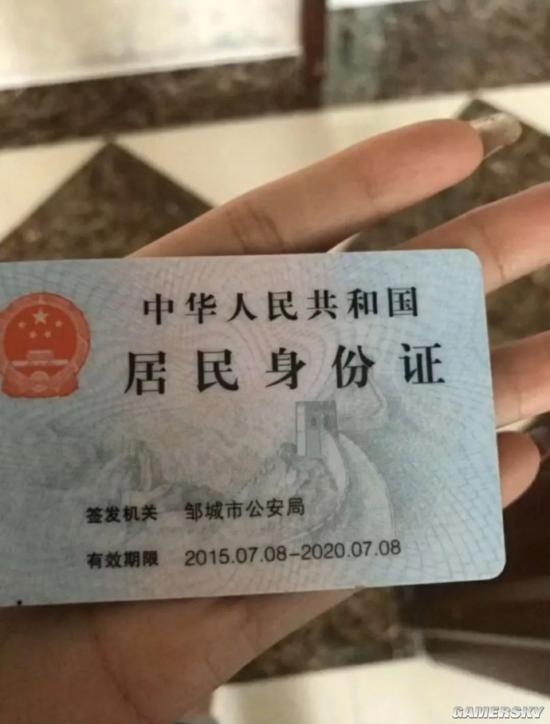 中华人民共和国
居民身份证
签发机关 邹城市公安局
有效期限 2015.07.08-2020.07.08
GAMERSKY